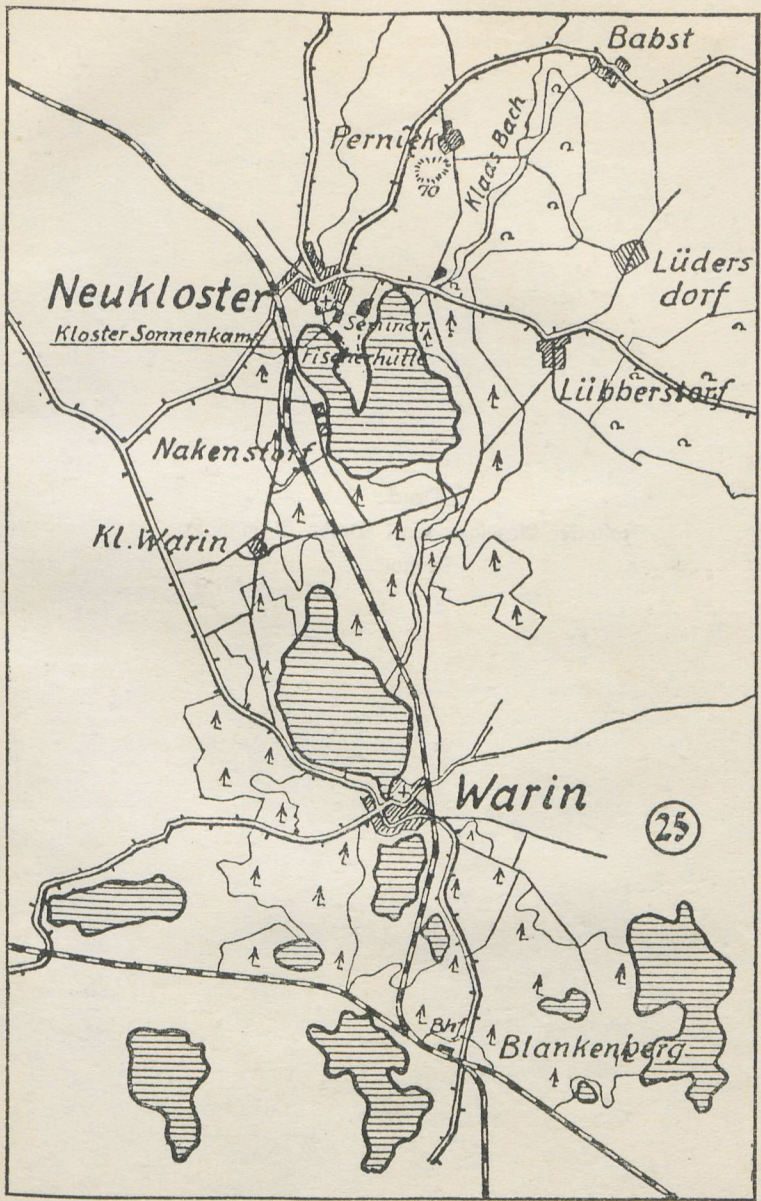 Babst
Perniek
70
Klaas Bach
Lüders
dorf
Neukloster
Kloster Sonnenkamp
Seminar
Fischerhütte
Lübberstorf
Nakenstorf
Kl. Warin
Warin
25
Bhf
Blankenberg